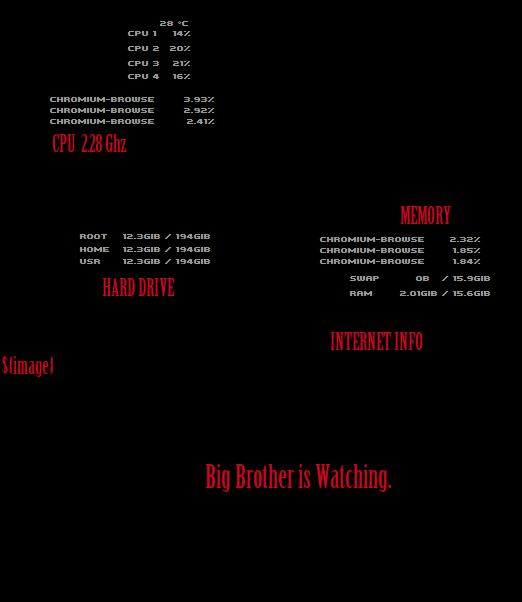 28 °C
CPU 1 14%
CPU 2 20%
CPU 3 21%
CPU 4 16%
CHROMIUM-BROWSE 3.93%
CHROMIUM-BROWSE 2.92%
CHROMIUM-BROWSE 2.41%
CPU 2.28 Ghz
ROOT 12.3GIB / 194GIB
HOME 12.3GIB / 194GIB
USR 12.3GIB / 194GIB
HARD DRIVE
MEMORY
CHROMIUM-BROWSE 2.32%
CHROMIUM-BROWSE 1.85%
CHROMIUM-BROWSE 1.84%
SWAP 0B / 15.9GIB
RAM 2.01GIB / 15.6GIB
INTERNET INFO
${image}
Big Brother is Watching.